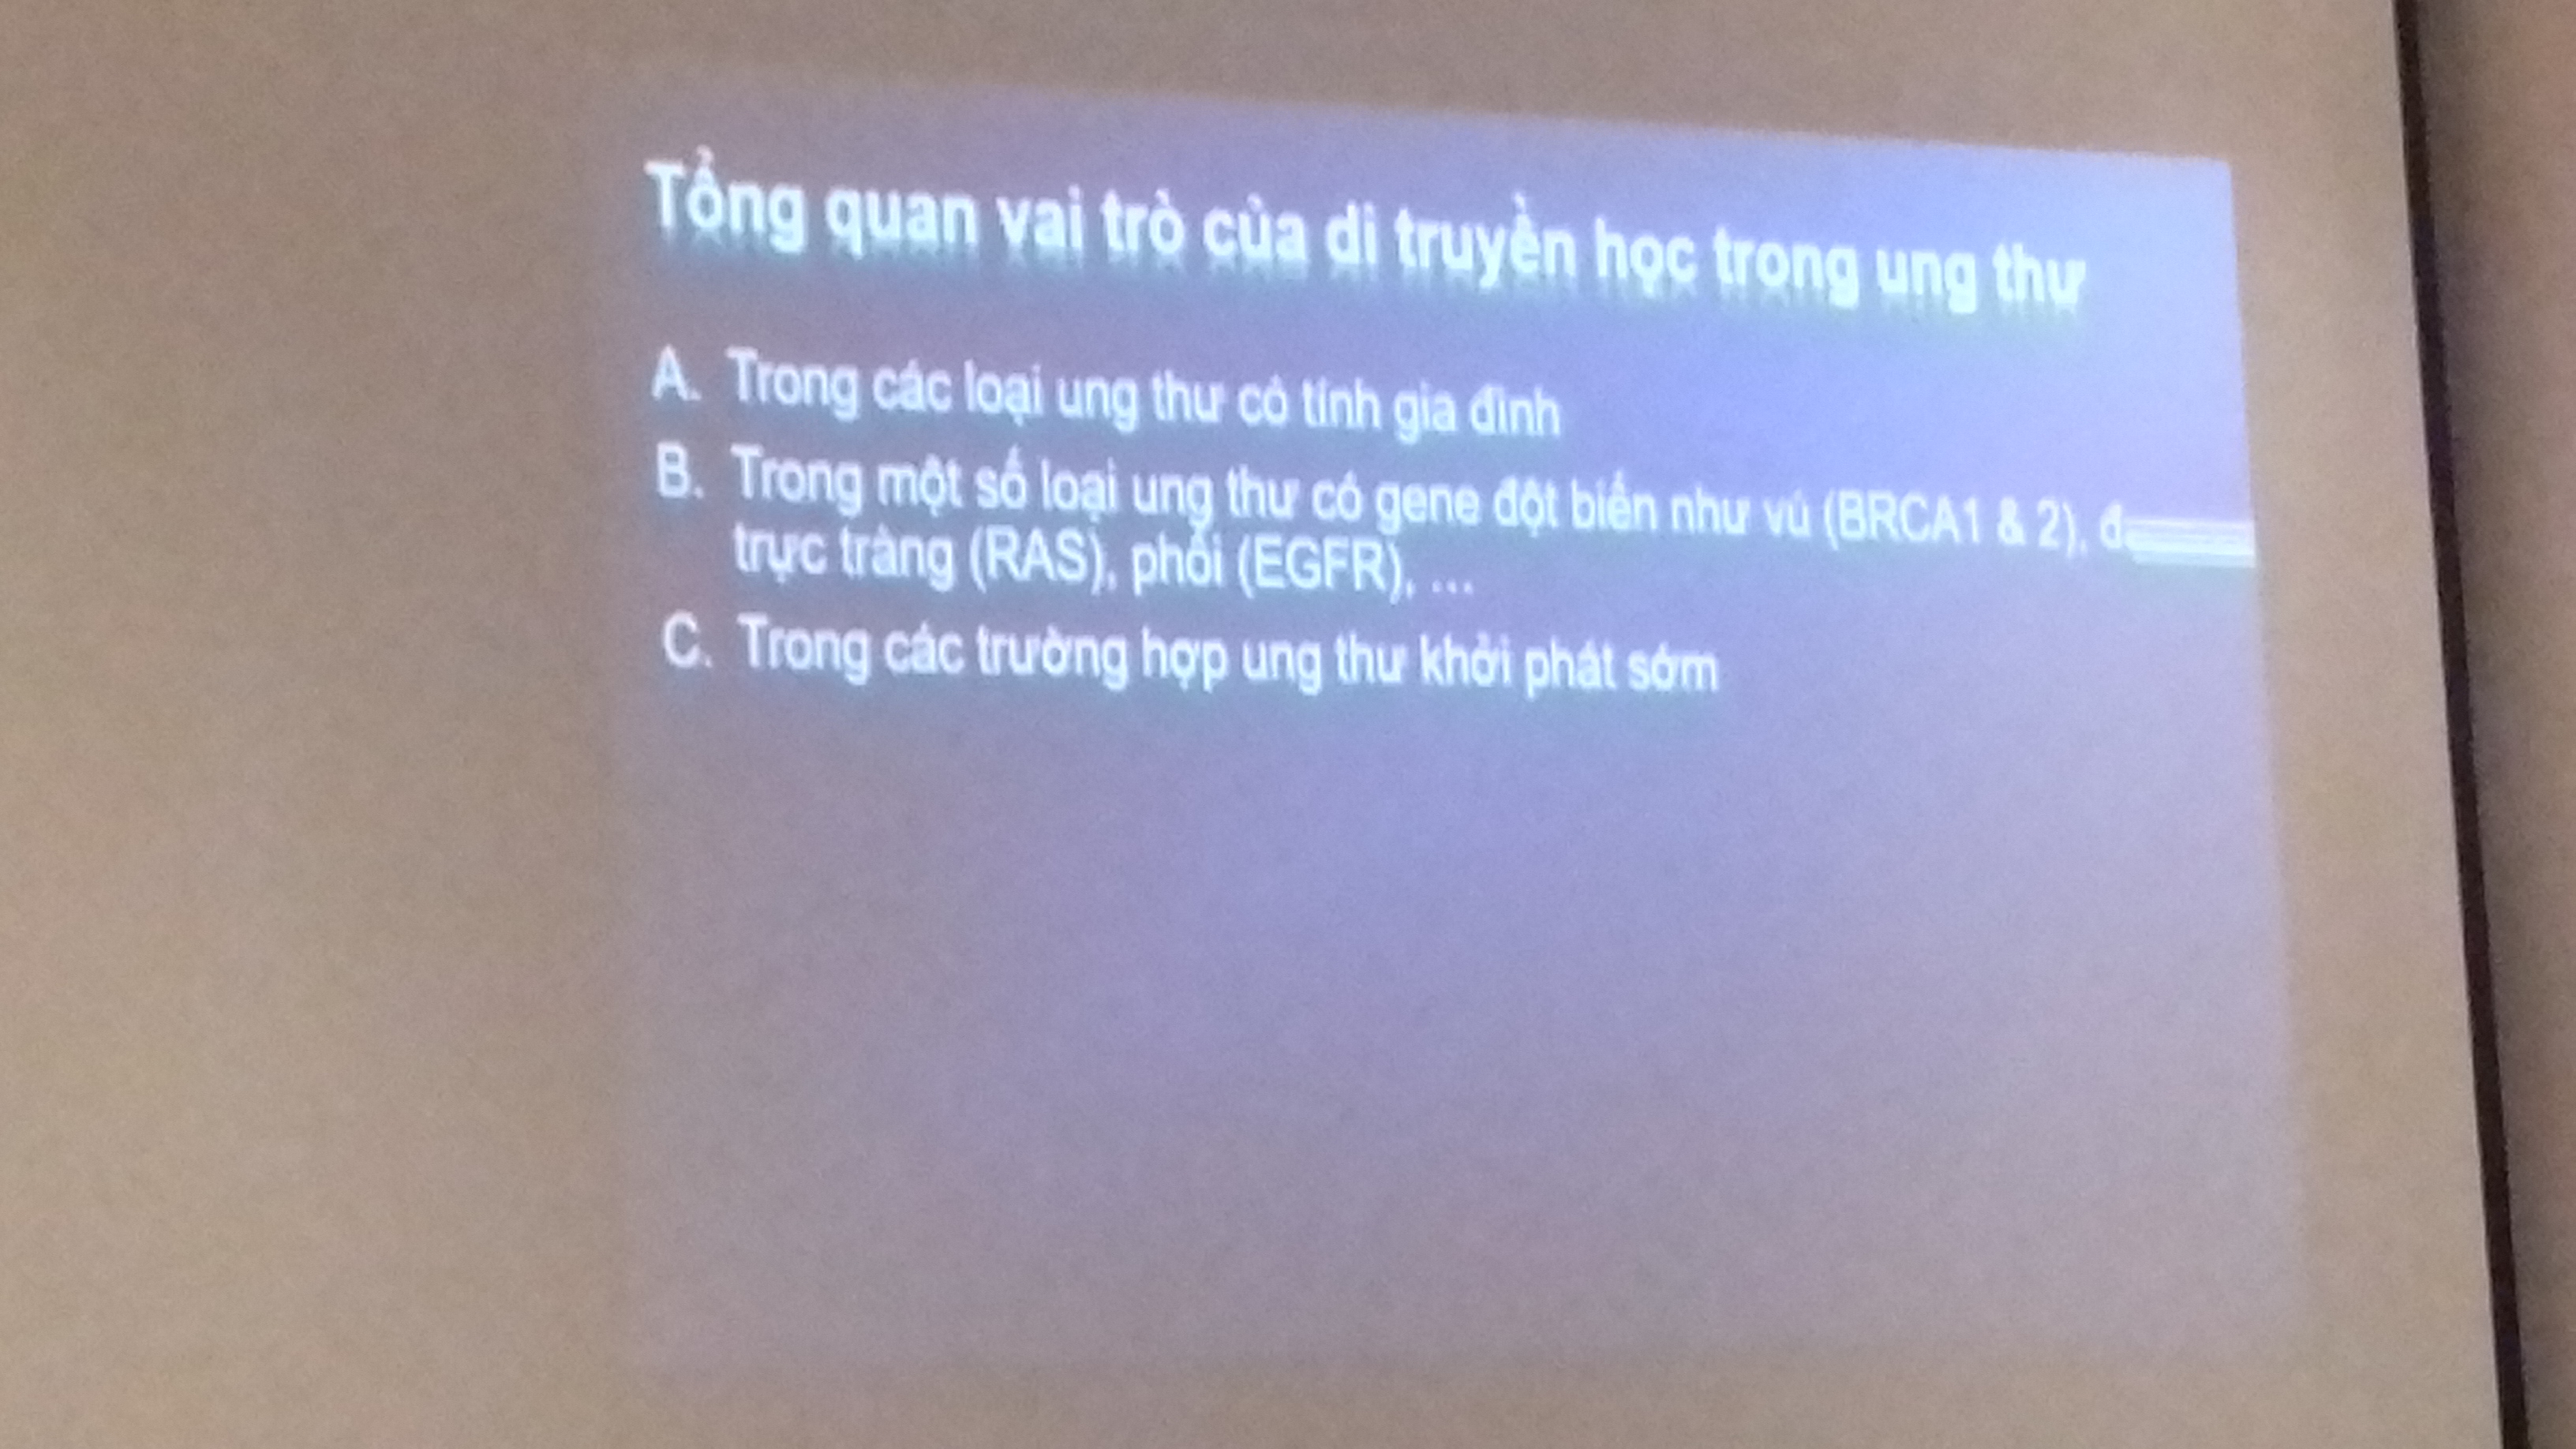 Tổng quan vai trò của di truyền học trong ung thư
A. Trong các loại ung thư có tính gia đình
B. Trong một số loại ung thư có gene đột biến như vú (BRCA1 & 2),
trực tràng (RAS), phổi (EGFR), ...
C. Trong các trường hợp ung thư khởi phát sớm